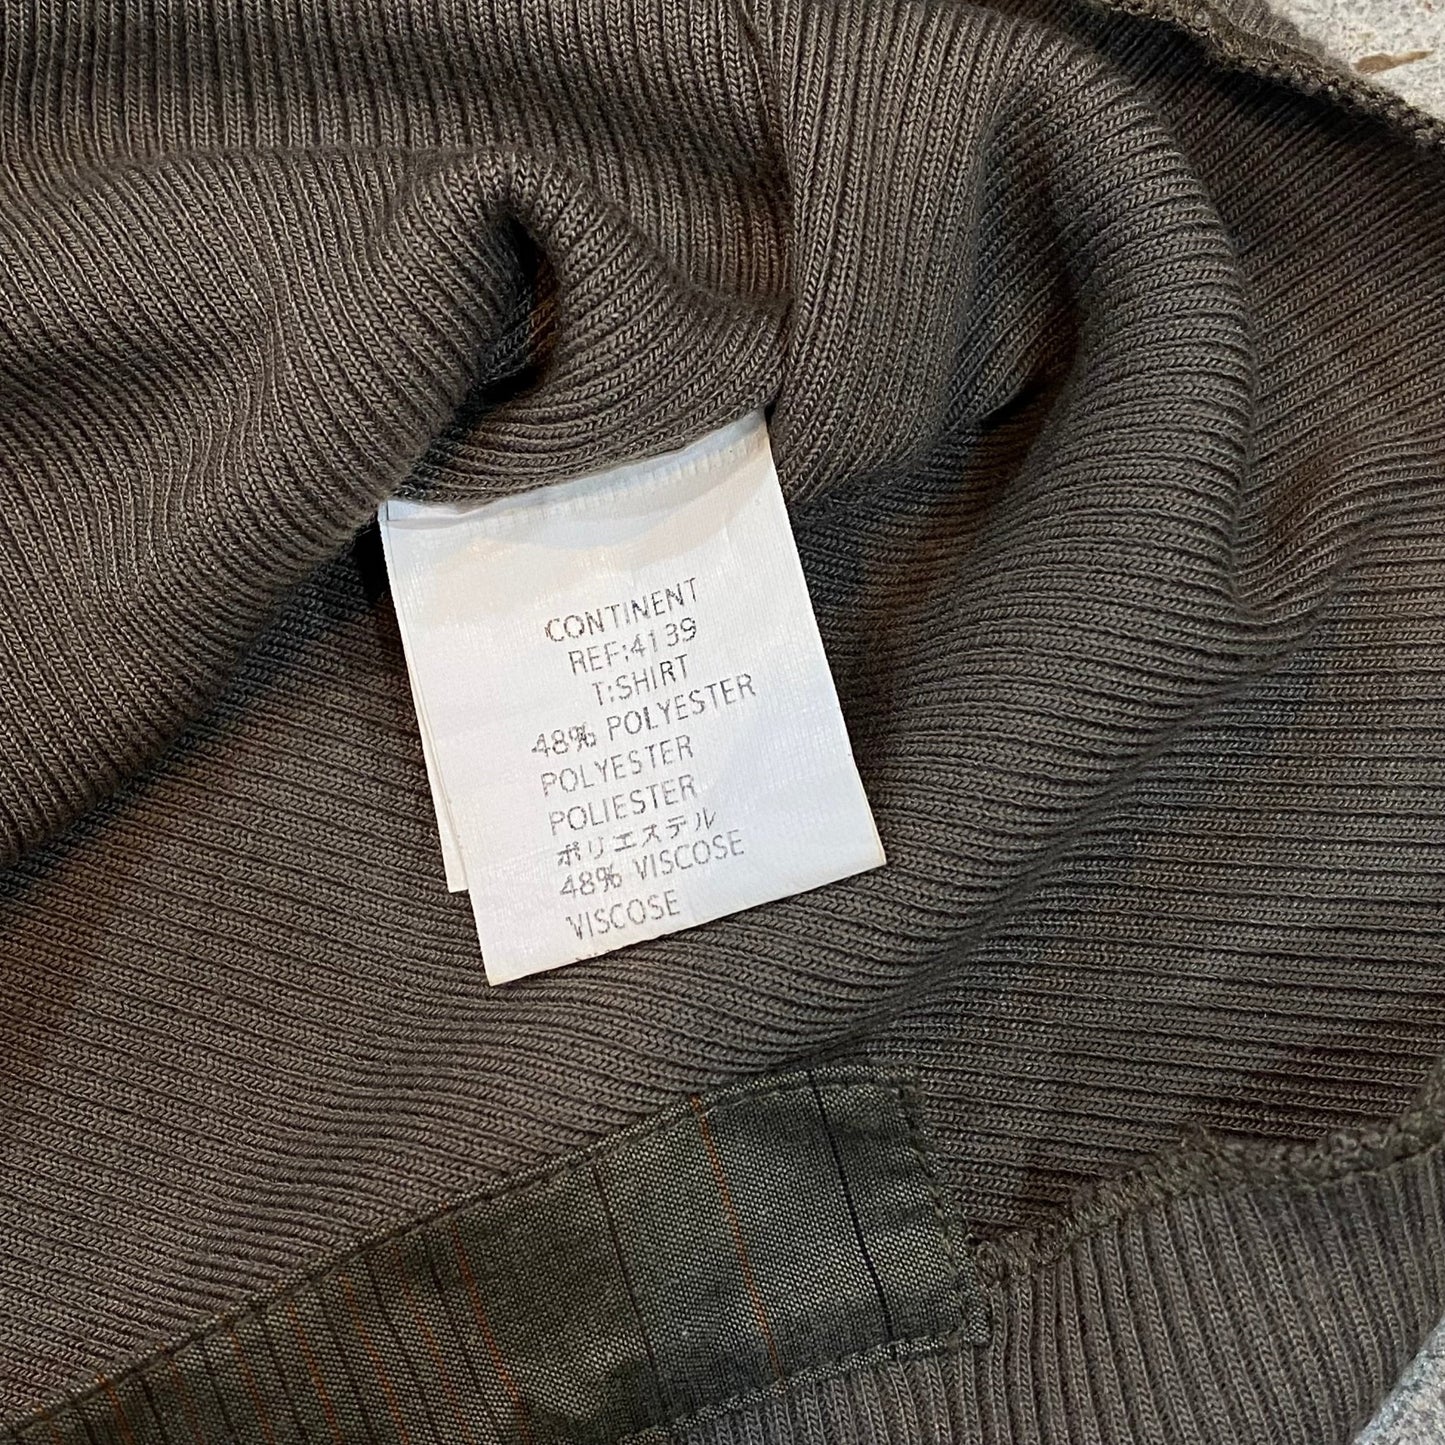 CONTINENT
REF:4139
T:SHIRT
48% POLYESTER
POLYESTER
POLIESTER
ポリエステル
48% VISCOSE
VISCOSE